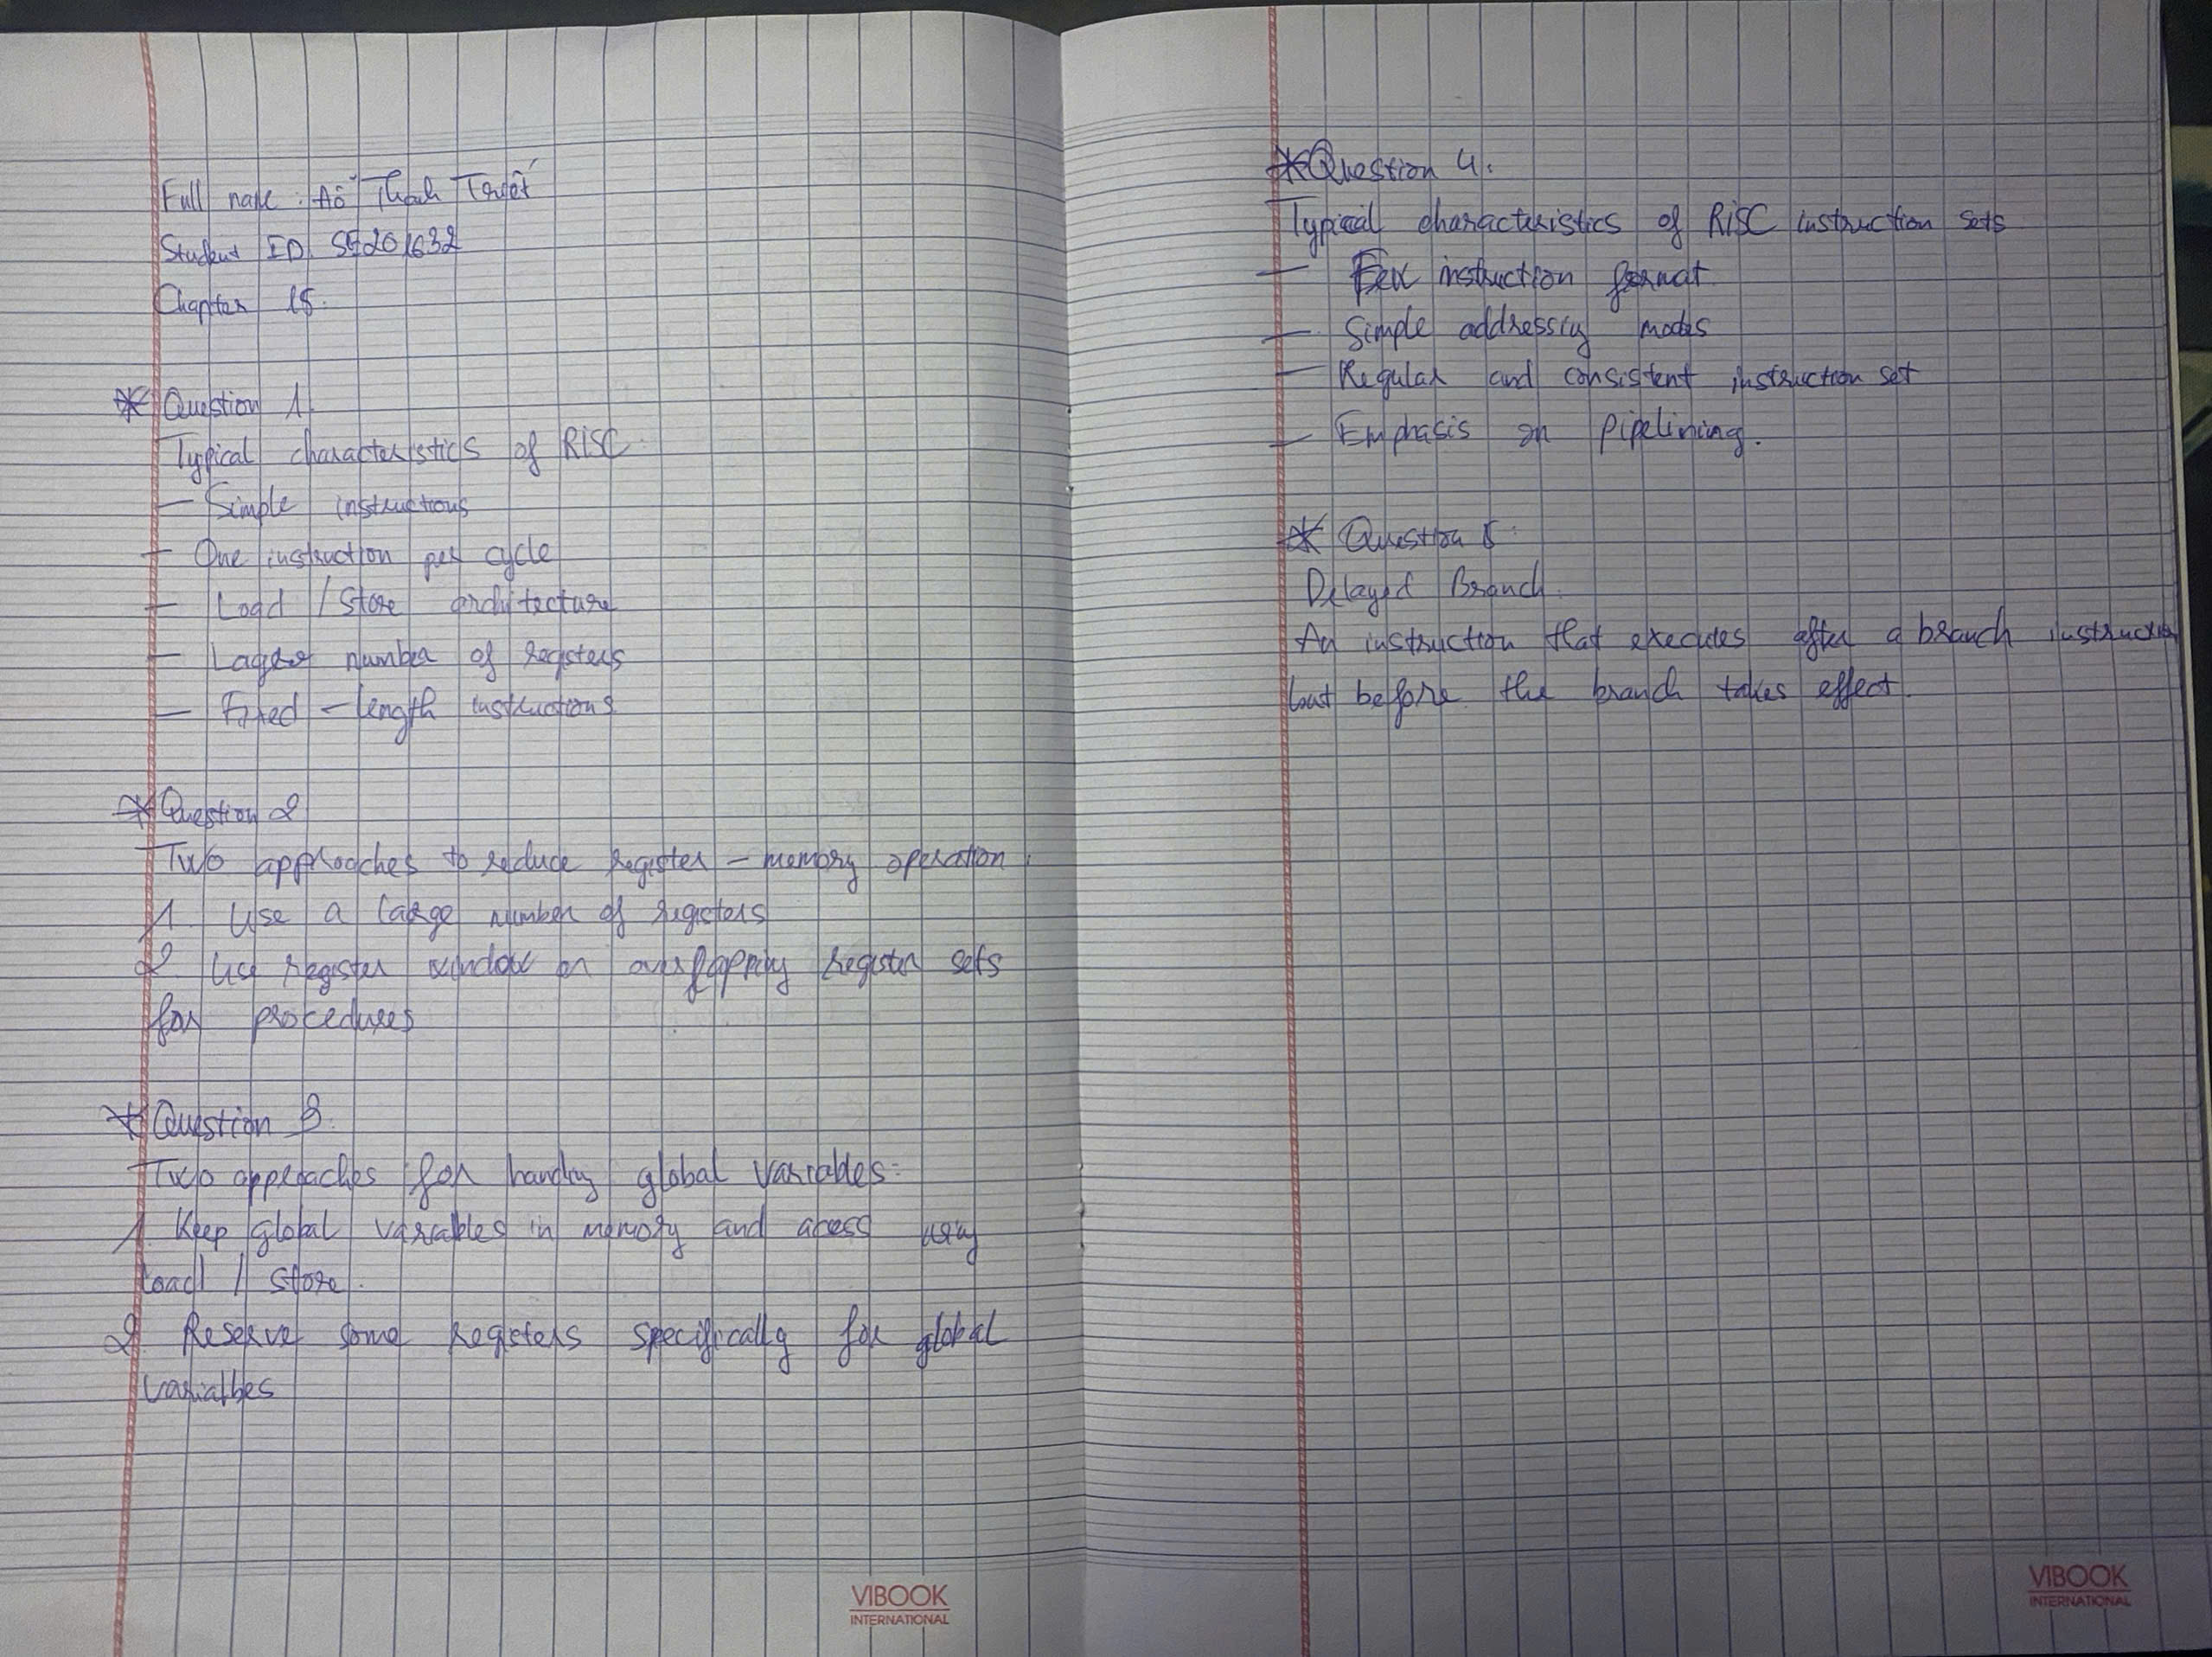 Full name: Thanh
Student ID SE201632
Chapter 15.
* Question 1.
Typical characteristics of RISC.
- Simple instructions
- One instruction per cycle
- Load / Store architecture
- number of registers
- Fixed - length instructions
* Question 2
Two approaches to reduce register - memory operation.
1 Use a large number of registers
2 Use register window or overlapping register sets
for procedures
* Question 3.
Two approaches for handling global variables:
1 Keep global variables in memory and acess using
load / store.
2. Reserve some registers specifically for global
variables
* Question 4.
Typical characteristics of RISC instruction sets
- Few instruction format.
- Simple addressing modes
- Regular and consistent instruction set
- Emphasis on Pipelining.
* Question 5.
Delayed Branch.
An instruction that executes after a branch instruction
but before the branch takes effect.
VIBOOK
INTERNATIONAL
VIBOOK
INTERNATIONAL